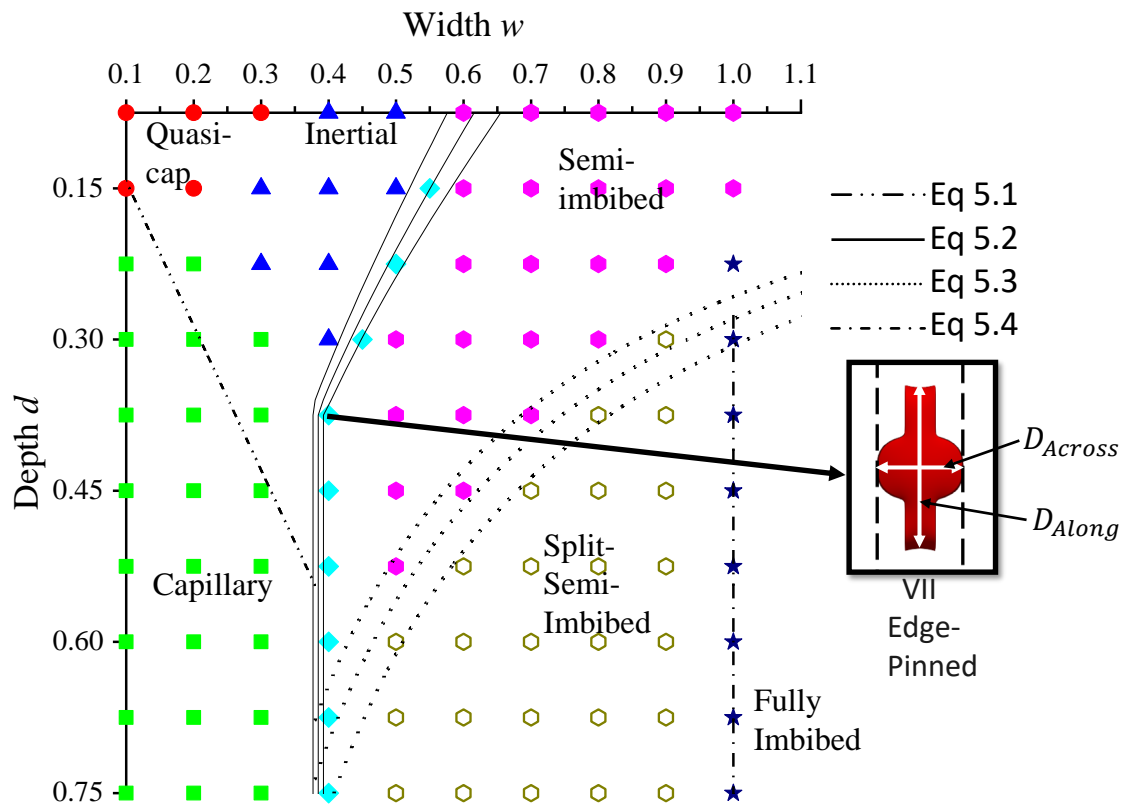 Width w
0.1 0.2 0.3 0.4 0.5 0.6 0.7 0.8 0.9 1.0 1.1
Depth d
0.15
0.30
0.45
0.60
0.75
Quasi-
cap
Inertial
Semi-
imbibed
Capillary
Split-
Semi-
Imbibed
Fully
Imbibed
Eq 5.1
Eq 5.2
Eq 5.3
Eq 5.4
D_Across
D_Along
VII
Edge-
Pinned